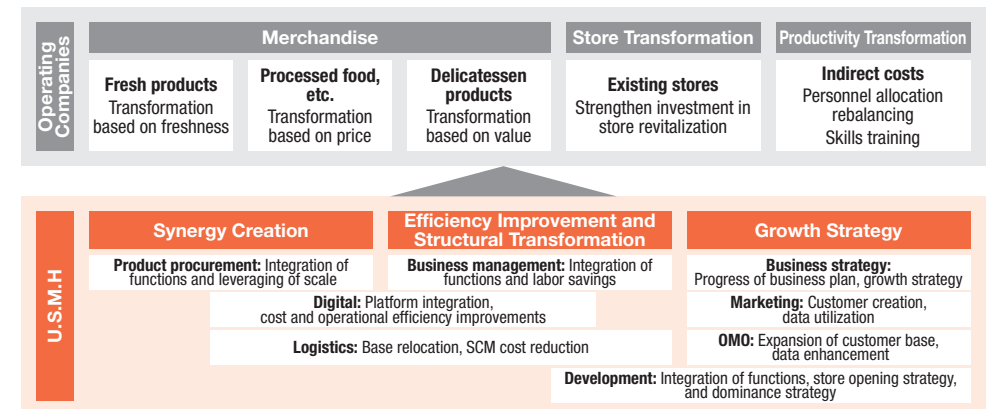 Operating
Companies
Merchandise
Store Transformation
Productivity Transformation
Fresh products
Transformation
based on freshness
Processed food,
etc.
Transformation
based on price
Delicatessen
products
Transformation
based on value
Existing stores
Strengthen investment in
store revitalization
Indirect costs
Personnel allocation
rebalancing
Skills training
U.S.M.H
Synergy Creation
Efficiency Improvement and
Structural Transformation
Growth Strategy
Product procurement: Integration of
functions and leveraging of scale
Business management: Integration of
functions and labor savings
Business strategy:
Progress of business plan, growth strategy
Digital: Platform integration,
cost and operational efficiency improvements
Marketing: Customer creation,
data utilization
Logistics: Base relocation, SCM cost reduction
OMO: Expansion of customer base,
data enhancement
Development: Integration of functions, store opening strategy,
and dominance strategy